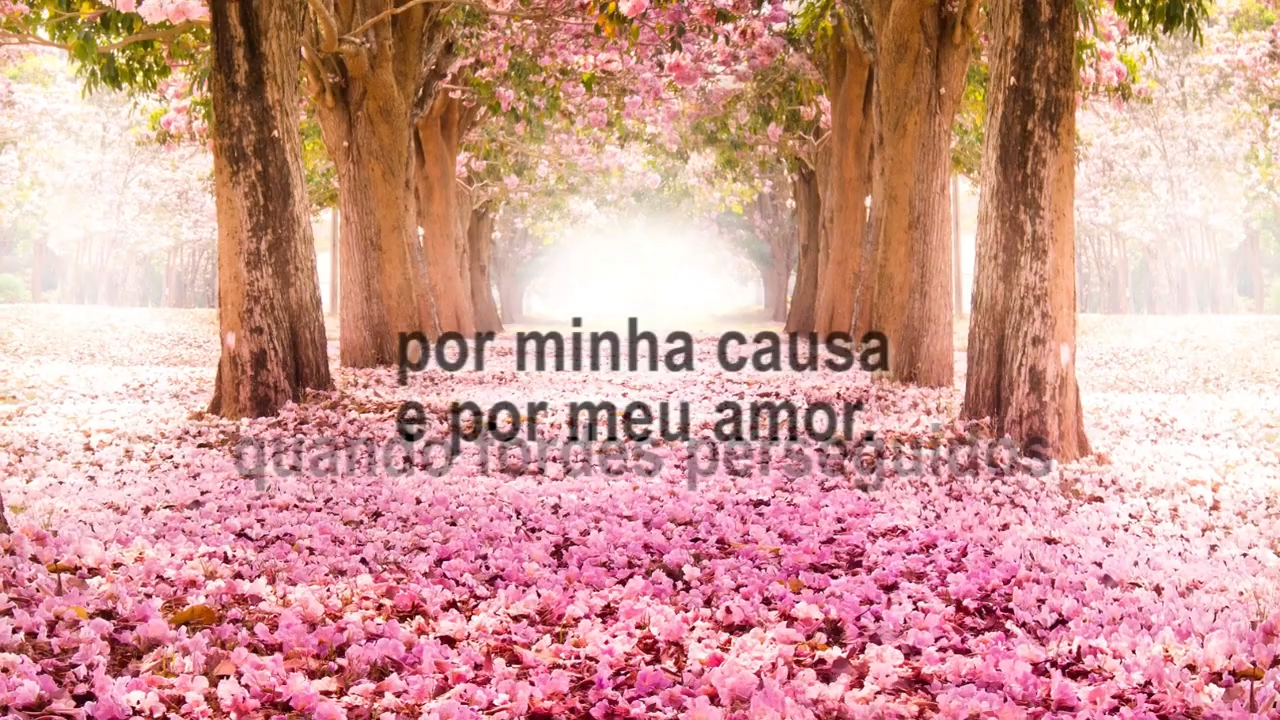 por minha causa
e por meu amor.
quando fordes perseguidos